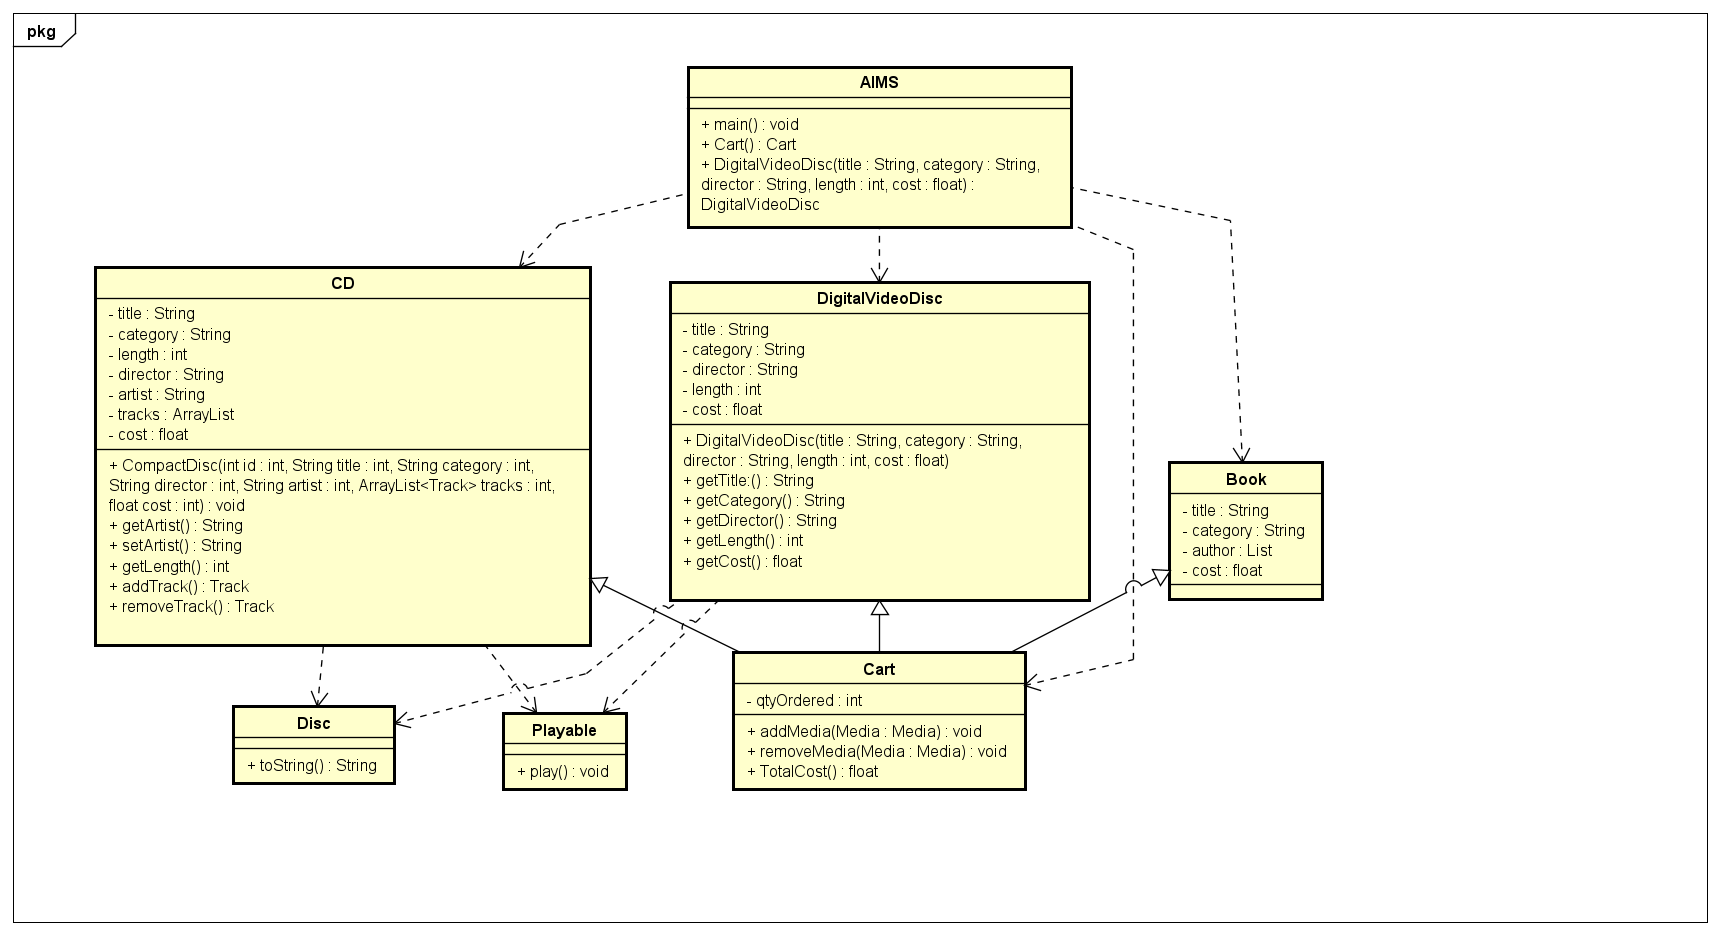 pkg
AIMS
+ main() : void
+ Cart() : Cart
+ DigitalVideoDisc(title : String, category : String,
director : String, length : int, cost : float) :
DigitalVideoDisc
CD
- title : String
- category : String
- length : int
- director : String
- artist : String
- tracks : ArrayList
- cost : float
+ CompactDisc(int id : int, String title : int, String category : int,
String director : int, String artist : int, ArrayList<Track> tracks : int,
float cost : int) : void
+ getArtist() : String
+ setArtist() : String
+ getLength() : int
+ addTrack() : Track
+ removeTrack() : Track
DigitalVideoDisc
- title : String
- category : String
- director : String
- length : int
- cost : float
+ DigitalVideoDisc(title : String, category : String,
director : String, length : int, cost : float)
+ getTitle:() : String
+ getCategory() : String
+ getDirector() : String
+ getLength() : int
+ getCost() : float
Book
- title : String
- category : String
- author : List
- cost : float
Disc
+ toString() : String
Playable
+ play() : void
Cart
- qtyOrdered : int
+ addMedia(Media : Media) : void
+ removeMedia(Media : Media) : void
+ TotalCost() : float